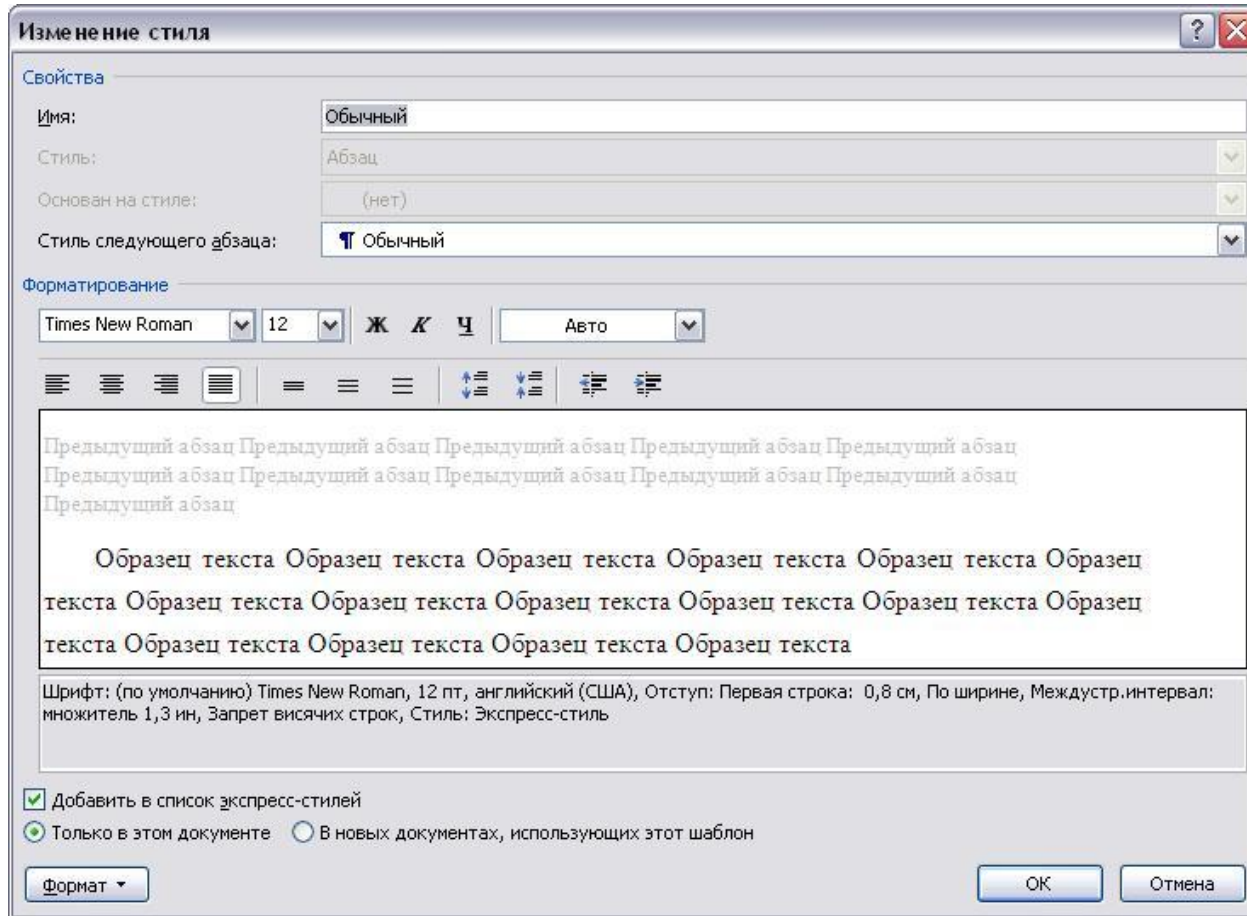 Изменение стиля
Свойства
Имя: Обычный
Стиль: Абзац
Основан на стиле: (нет)
Стиль следующего абзаца: ¶ Обычный
Форматирование
Times New Roman 12 Ж К Ч Авто
Предыдущий абзац Предыдущий абзац Предыдущий абзац Предыдущий абзац Предыдущий абзац
Предыдущий абзац Предыдущий абзац Предыдущий абзац Предыдущий абзац Предыдущий абзац
Предыдущий абзац
Образец текста Образец текста Образец текста Образец текста Образец текста Образец
текста Образец текста Образец текста Образец текста Образец текста Образец текста Образец
текста Образец текста Образец текста Образец текста Образец текста
Шрифт: (по умолчанию) Times New Roman, 12 пт, английский (США), Отступ: Первая строка: 0,8 см, По ширине, Междустр.интервал:
множитель 1,3 ин, Запрет висячих строк, Стиль: Экспресс-стиль
Добавить в список экспресс-стилей
Только в этом документе В новых документах, использующих этот шаблон
Формат ОК Отмена